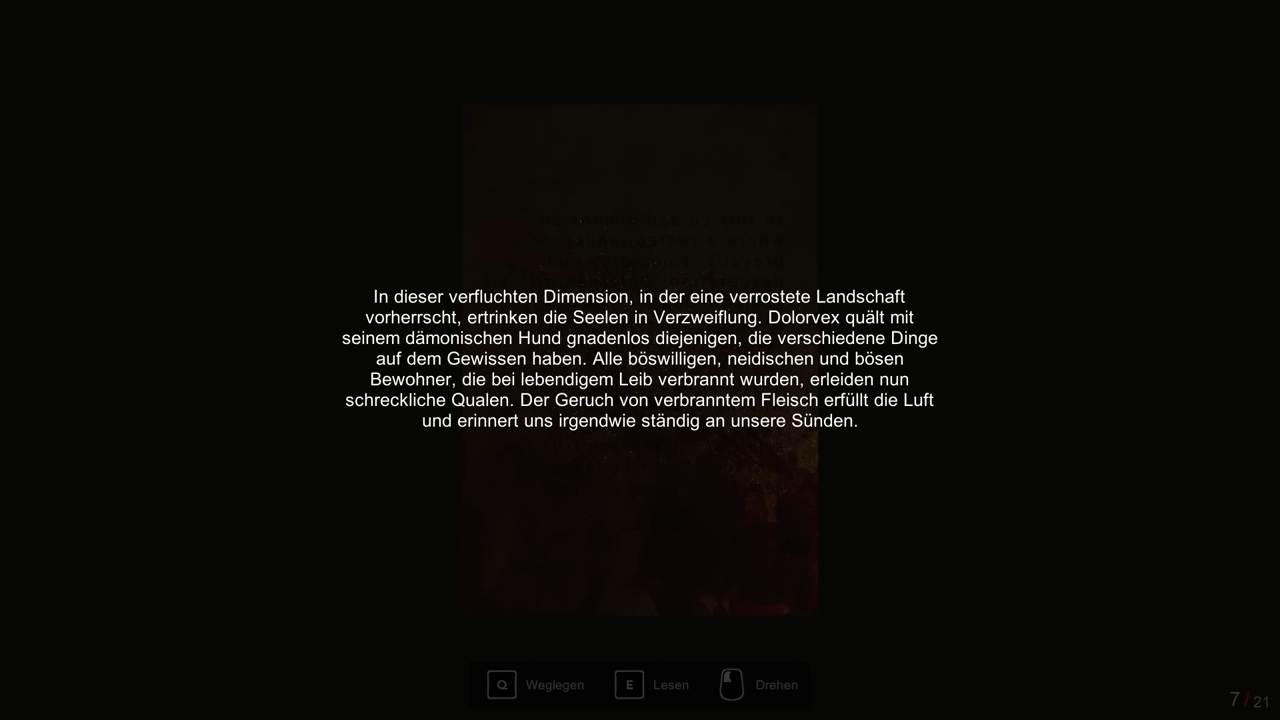 In dieser verfluchten Dimension, in der eine verrostete Landschaft
vorherrscht, ertrinken die Seelen in Verzweiflung. Dolorvex quält mit
seinem dämonischen Hund gnadenlos diejenigen, die verschiedene Dinge
auf dem Gewissen haben. Alle böswilligen, neidischen und bösen
Bewohner, die bei lebendigem Leib verbrannt wurden, erleiden nun
schreckliche Qualen. Der Geruch von verbranntem Fleisch erfüllt die Luft
und erinnert uns irgendwie ständig an unsere Sünden.
Q Weglegen E Lesen Drehen
7/21